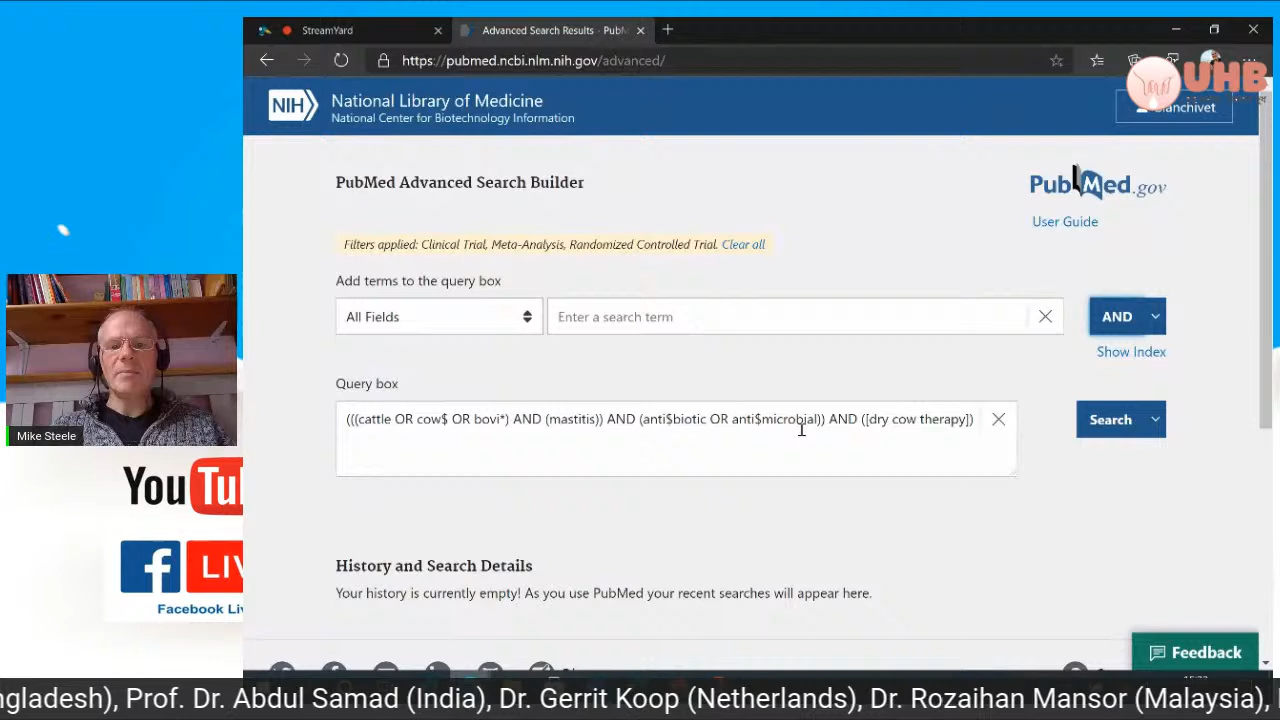 StreamYard
Advanced Search Results - PubM
https://pubmed.ncbi.nlm.nih.gov/advanced/
UHB
NIH
National Library of Medicine
National Center for Biotechnology Information
PubMed Advanced Search Builder
PubMed.gov
User Guide
Filters applied: Clinical Trial, Meta-Analysis, Randomized Controlled Trial. Clear all
Add terms to the query box
All Fields
Enter a search term
AND
Show Index
Query box
(((cattle OR cow$ OR bovi*) AND (mastitis)) AND (anti$biotic OR anti$microbial)) AND ([dry cow therapy])
Search
Mike Steele
YouTu
f LIV
Facebook Liv
History and Search Details
Your history is currently empty! As you use PubMed your recent searches will appear here.
Feedback
ngladesh), Prof. Dr. Abdul Samad (India), Dr. Gerrit Koop (Netherlands), Dr. Rozaihan Mansor (Malaysia),